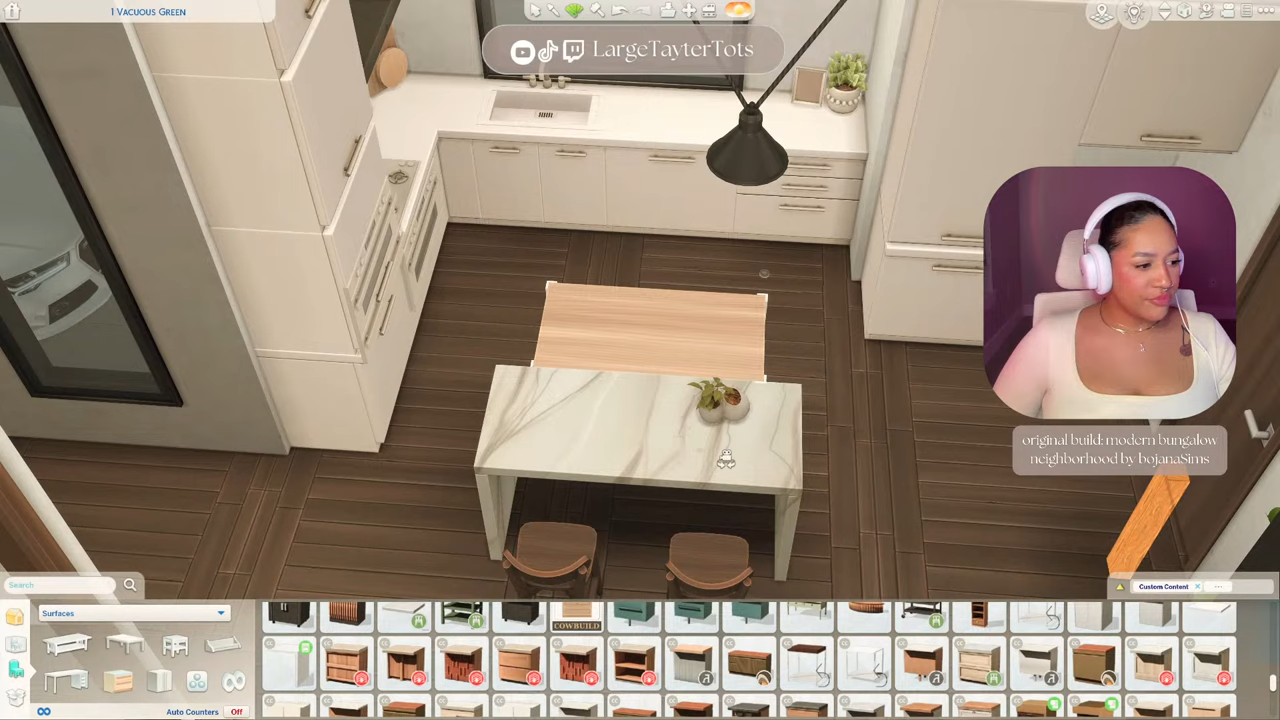 1 Vacuous Green
LargeTayterTots
original build: modern bungalow
neighborhood by bojanaSims
Search
Custom Content
Surfaces
COWBUILD
Auto Counters
Off